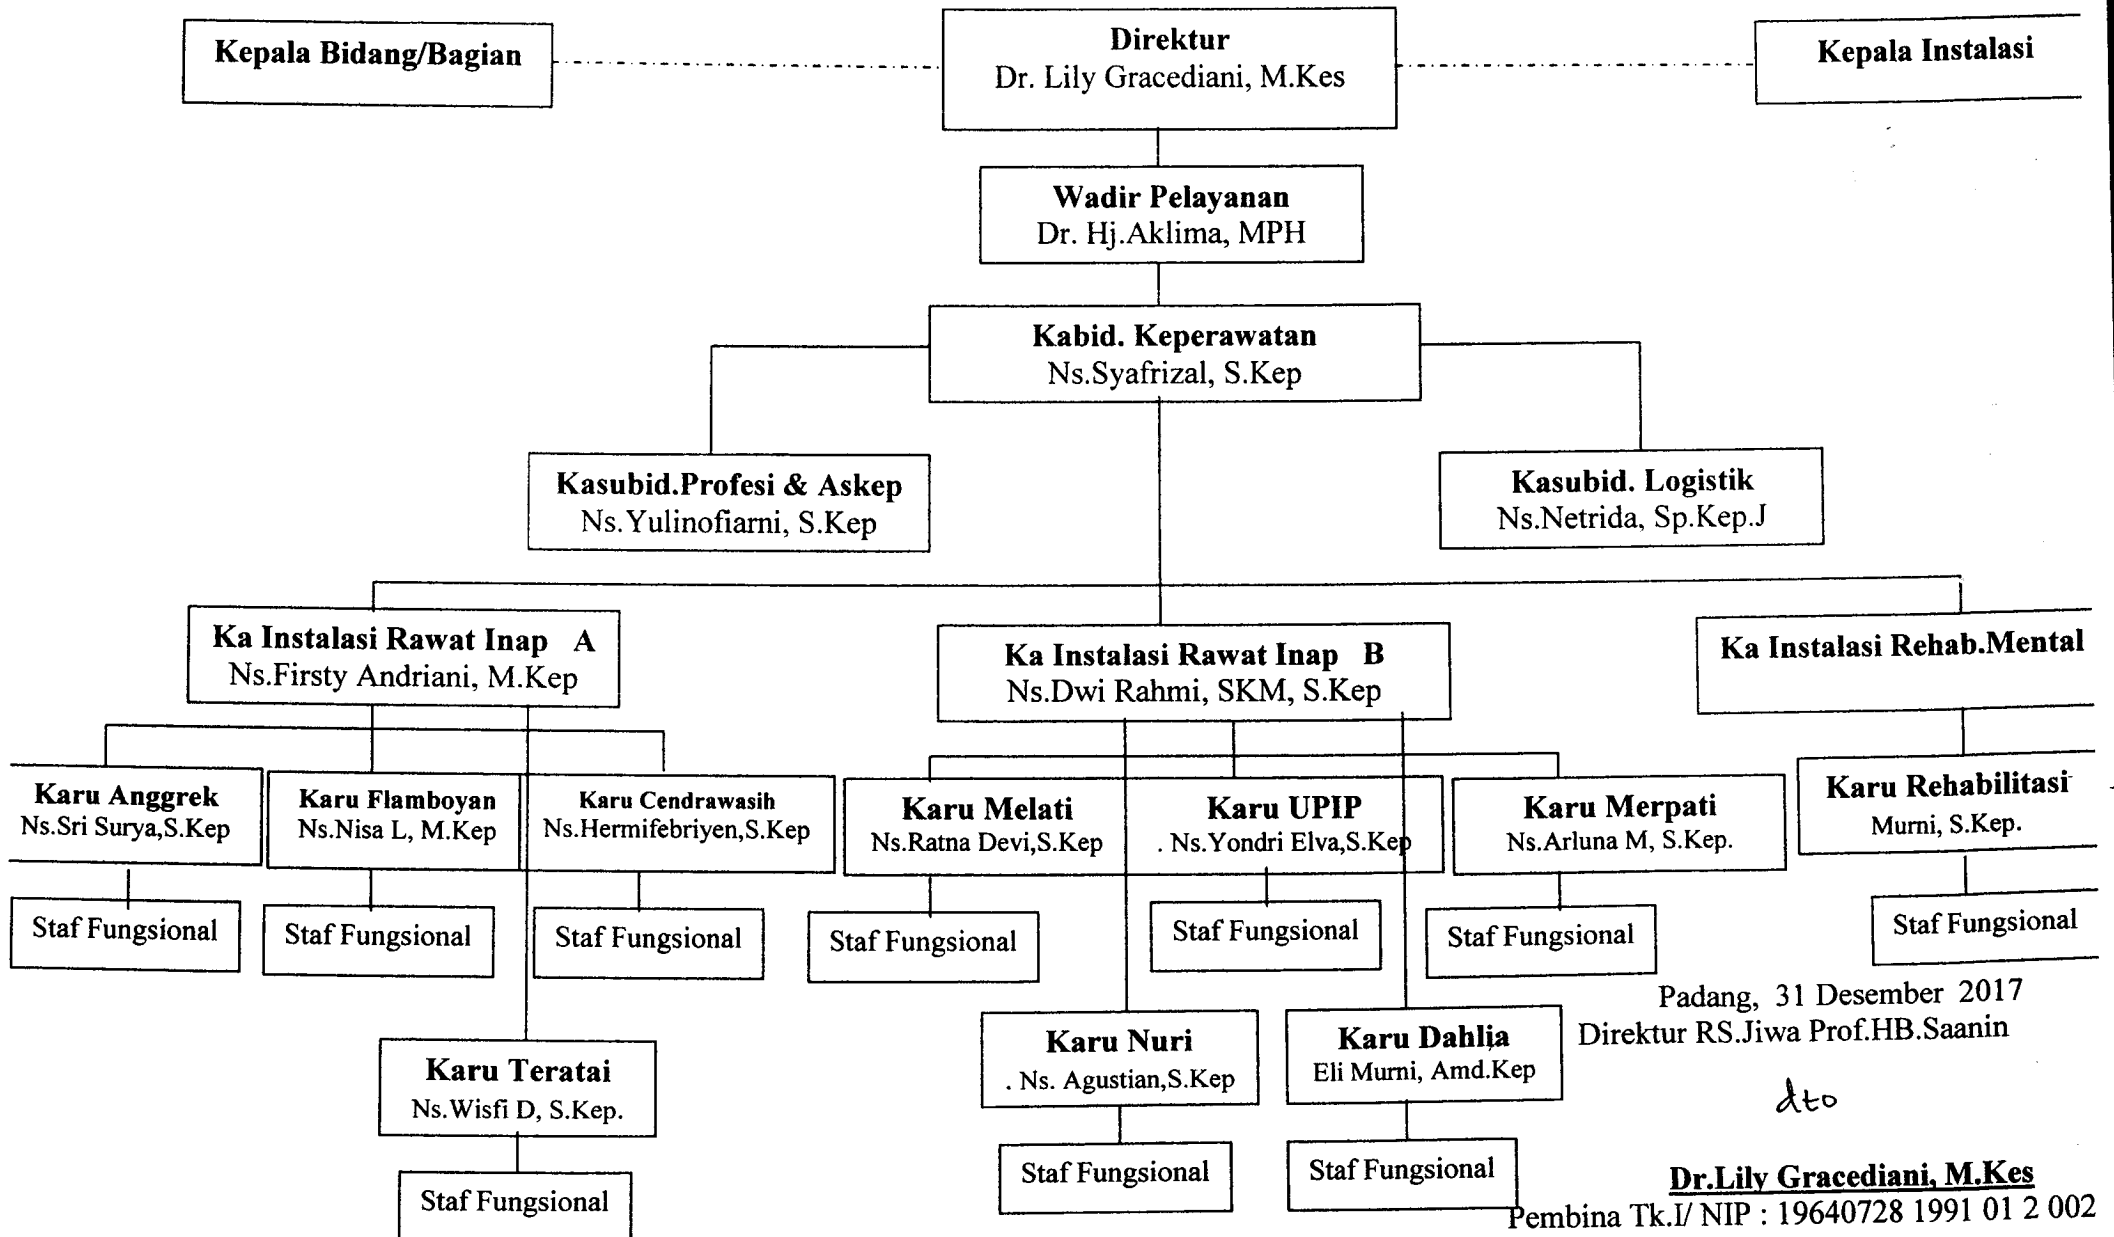 Kepala Bidang/Bagian
Direktur
Dr. Lily Gracediani, M.Kes
Kepala Instalasi
Wadir Pelayanan
Dr. Hj.Aklima, MPH
Kabid. Keperawatan
Ns.Syafrizal, S.Kep
Kasubid.Profesi & Askep
Ns.Yulinofiarni, S.Kep
Kasubid. Logistik
Ns.Netrida, Sp.Kep.J
Ka Instalasi Rawat Inap A
Ns.Firsty Andriani, M.Kep
Ka Instalasi Rawat Inap B
Ns.Dwi Rahmi, SKM, S.Kep
Ka Instalasi Rehab.Mental
Karu Anggrek
Ns.Sri Surya,S.Kep
Karu Flamboyan
Ns.Nisa L, M.Kep
Karu Cendrawasih
Ns.Hermifebriyen,S.Kep
Karu Melati
Ns.Ratna Devi,S.Kep
Karu UPIP
. Ns.Yondri Elva,S.Kep
Karu Merpati
Ns.Arluna M, S.Kep.
Karu Rehabilitasi
Murni, S.Kep.
Staf Fungsional
Staf Fungsional
Staf Fungsional
Staf Fungsional
Staf Fungsional
Staf Fungsional
Staf Fungsional
Karu Teratai
Ns.Wisfi D, S.Kep.
Karu Nuri
. Ns. Agustian,S.Kep
Karu Dahlia
Eli Murni, Amd.Kep
Staf Fungsional
Staf Fungsional
Staf Fungsional
Padang, 31 Desember 2017
Direktur RS.Jiwa Prof.HB.Saanin
dto
Dr.Lily Gracediani, M.Kes
Pembina Tk.I/ NIP : 19640728 1991 01 2 002